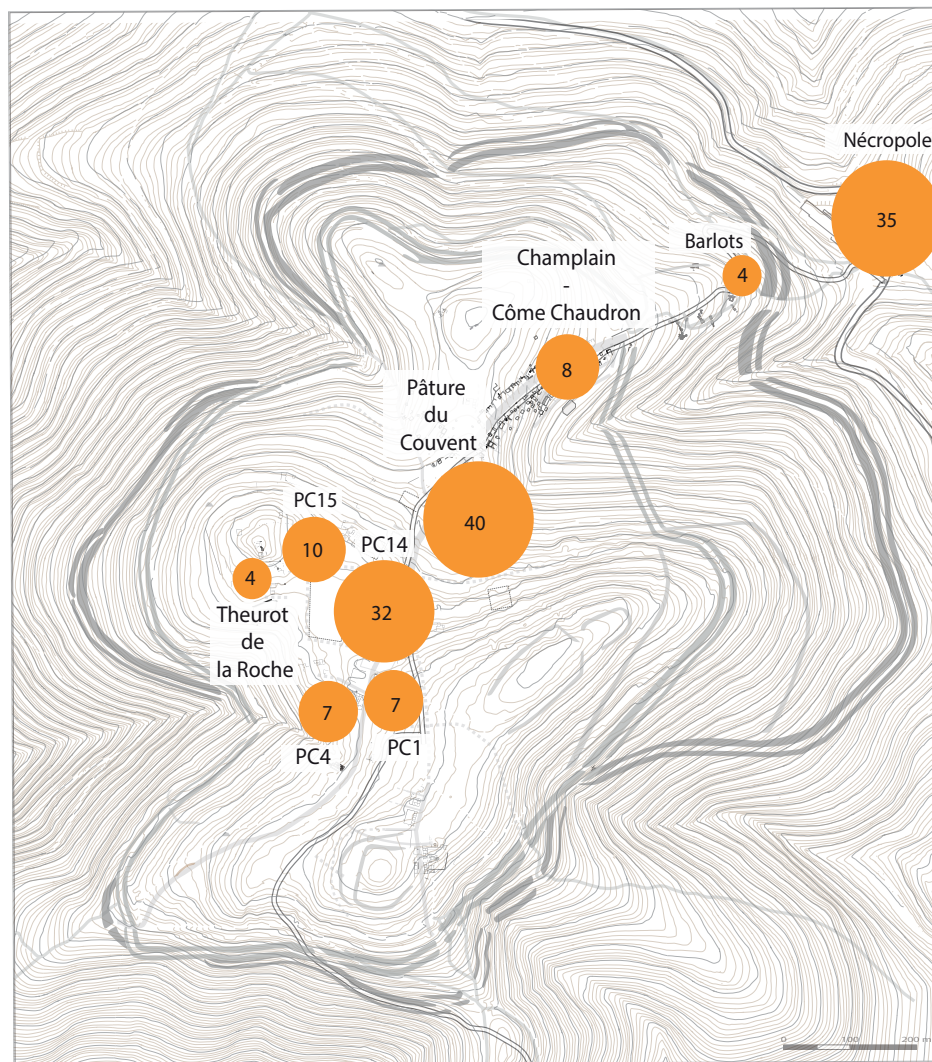 Nécropole
35
Barlots
4
Champlain
-
Côme Chaudron
8
Pâture
du
Couvent
40
PC15
10
PC14
32
4
Theurot
de
la Roche
7
PC4
7
PC1
0 100 200 m